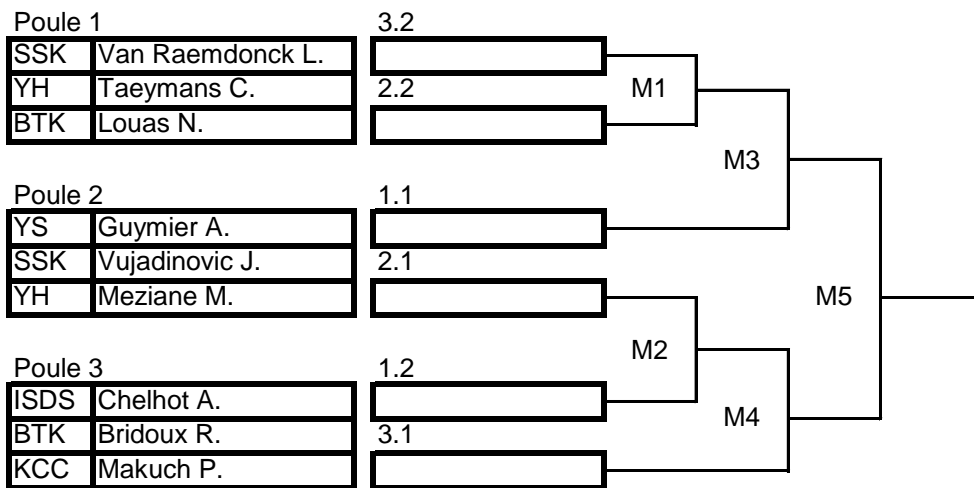 Poule 1 3.2
SSK Van Raemdonck L.
YH Taeymans C. 2.2 M1
BTK Louas N.
M3
Poule 2 1.1
YS Guymier A.
SSK Vujadinovic J. 2.1
YH Meziane M. M5
M2
Poule 3 1.2
ISDS Chelhot A. M4
BTK Bridoux R. 3.1
KCC Makuch P.